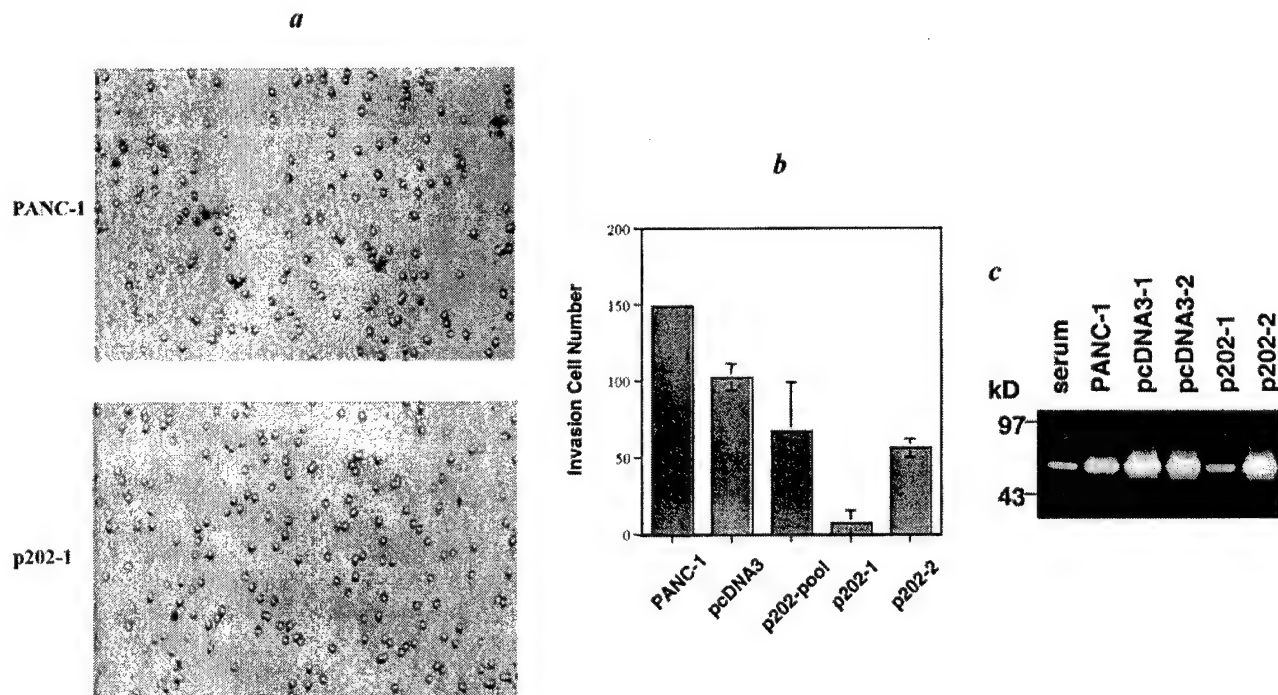 a
PANC-1
p202-1
b
200
150
100
50
0
Invasion Cell Number
PANC-1
pcDNA3
p202-pool
p202-1
p202-2
c
serum
PANC-1
pcDNA3-1
pcDNA3-2
p202-1
p202-2
kD
97
43